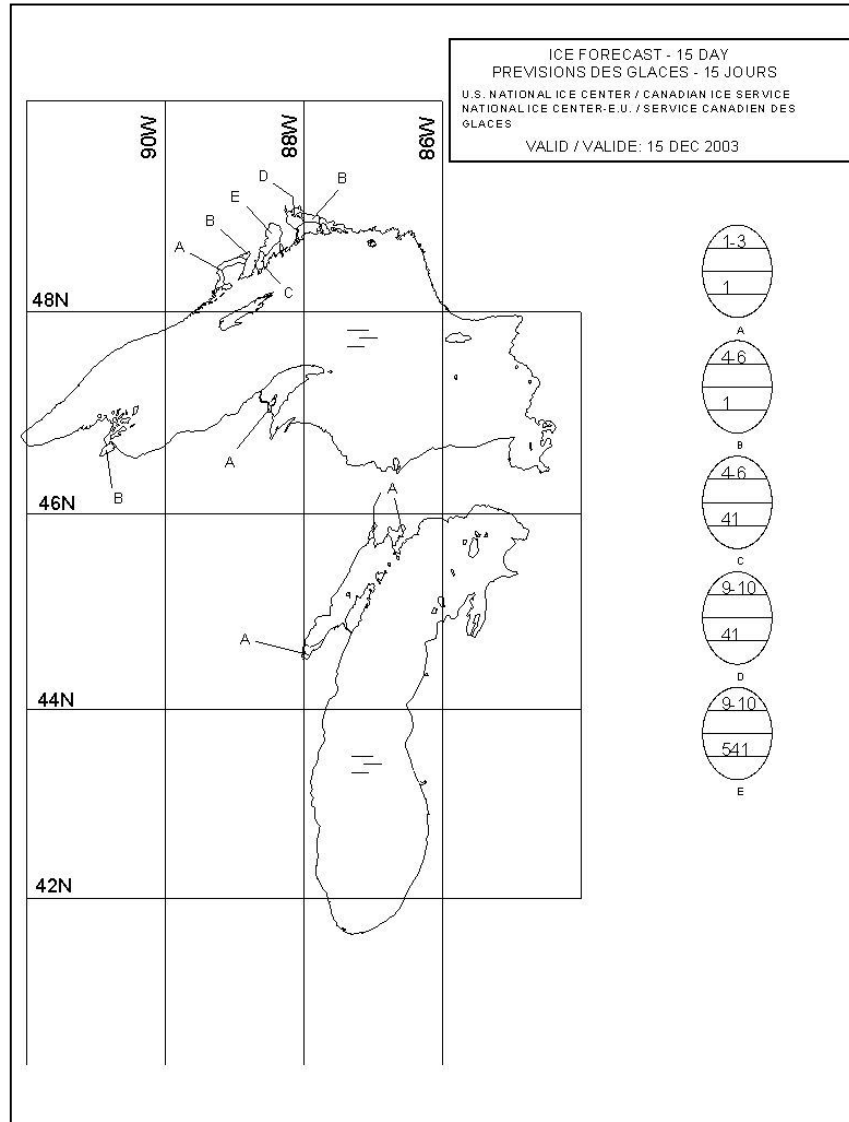 ICE FORECAST - 15 DAY
PREVISIONS DES GLACES - 15 JOURS
U.S. NATIONAL ICE CENTER / CANADIAN ICE SERVICE
NATIONAL ICE CENTER-E.U. / SERVICE CANADIEN DES
GLACES
VALID / VALIDE: 15 DEC 2003
90W
88W
86W
D
B
E
B
A
C
48N
A
B
46N
A
A
44N
42N
1-3
1
A
4-6
1
B
4-6
41
C
9-10
41
D
9-10
541
E